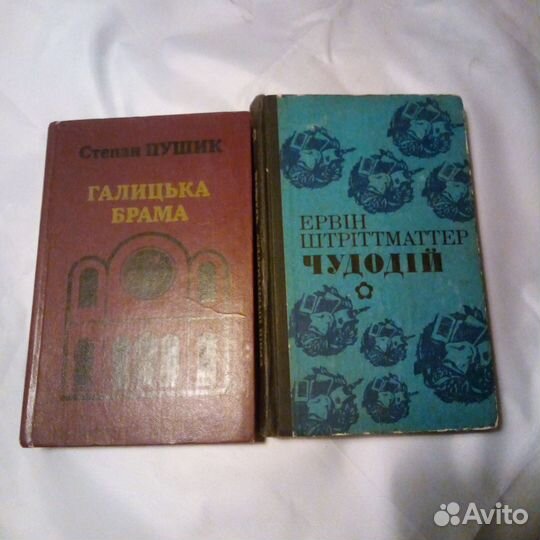 Степан ПУШИК
ГАЛИЦЬКА
БРАМА
ЕРВІН
ШТРІТТМАТТЕР
ЧУДОДІЙ
Avito